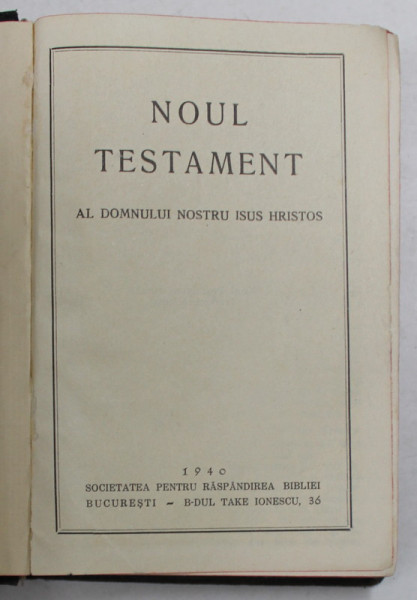 NOUL
TESTAMENT
AL DOMNULUI NOSTRU ISUS HRISTOS
1940
SOCIETATEA PENTRU RĂSPÂNDIREA BIBLIEI
BUCUREȘTI – B-DUL TAKE IONESCU, 36